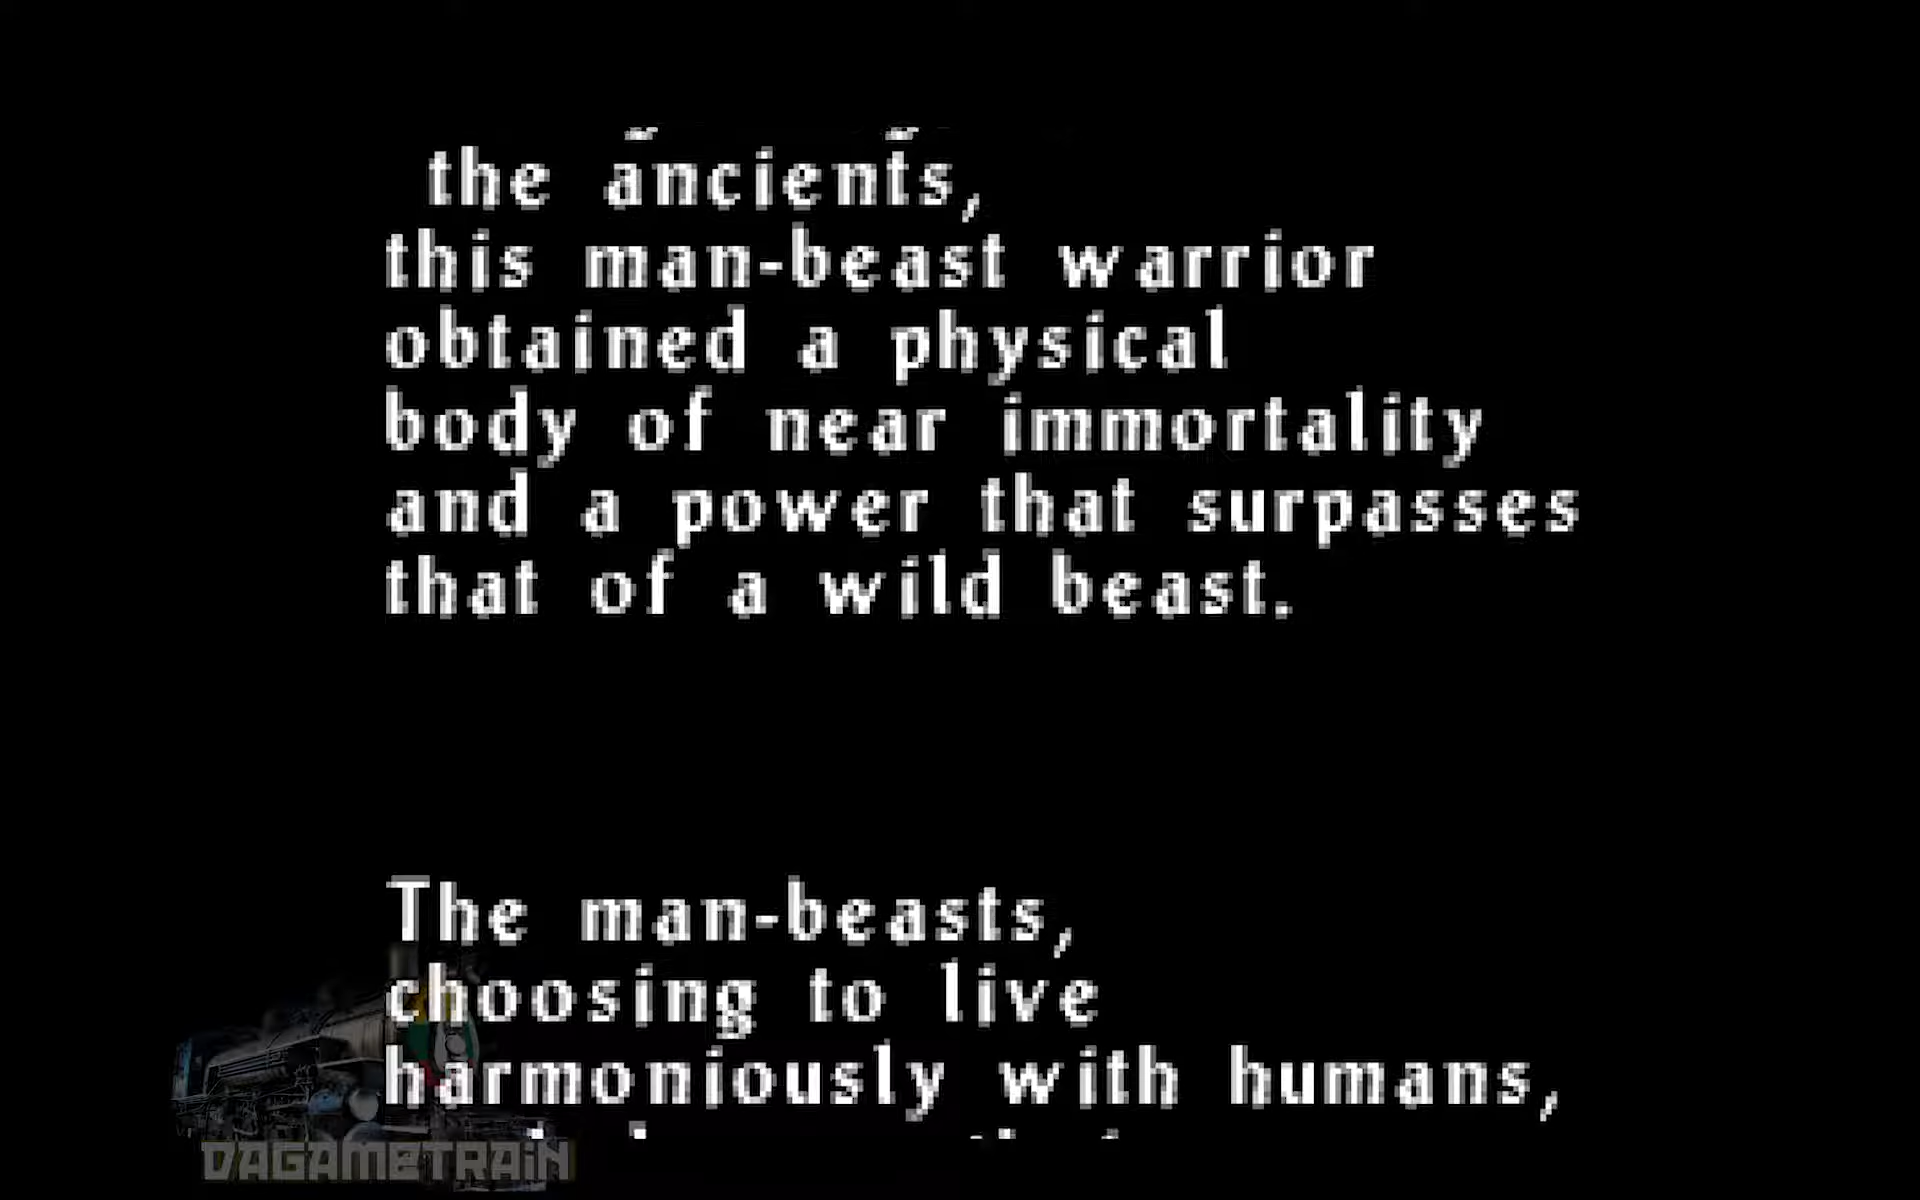 the ancients,
this man-beast warrior
obtained a physical
body of near immortality
and a power that surpasses
that of a wild beast.
The man-beasts,
choosing to live
harmoniously with humans,
DAGAMETRAiN